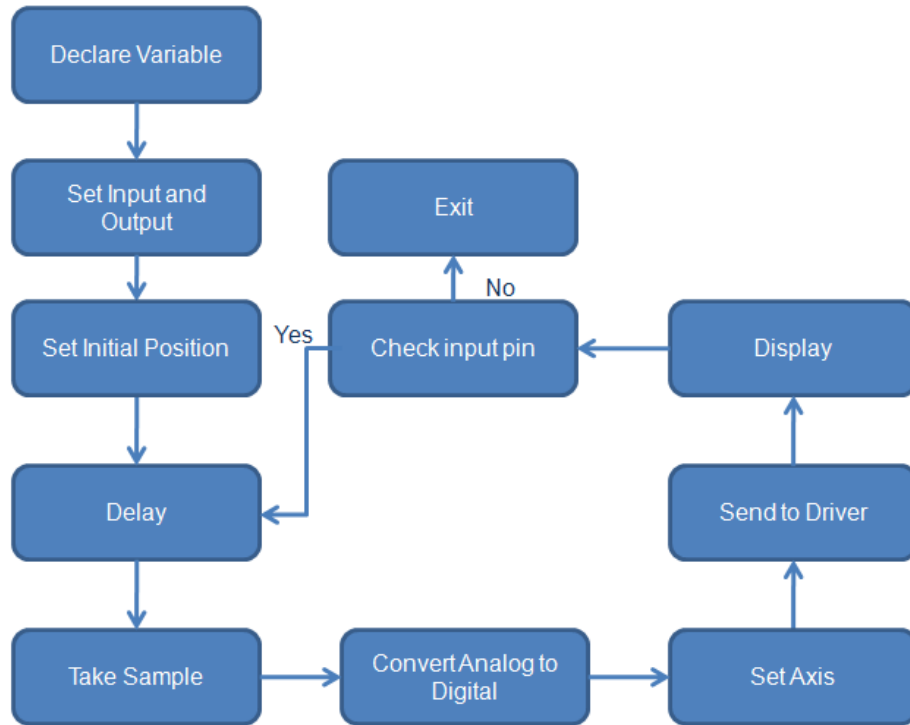 Declare Variable
Set Input and
Output
Exit
No
Set Initial Position
Yes
Check input pin
Display
Delay
Send to Driver
Take Sample
Convert Analog to
Digital
Set Axis